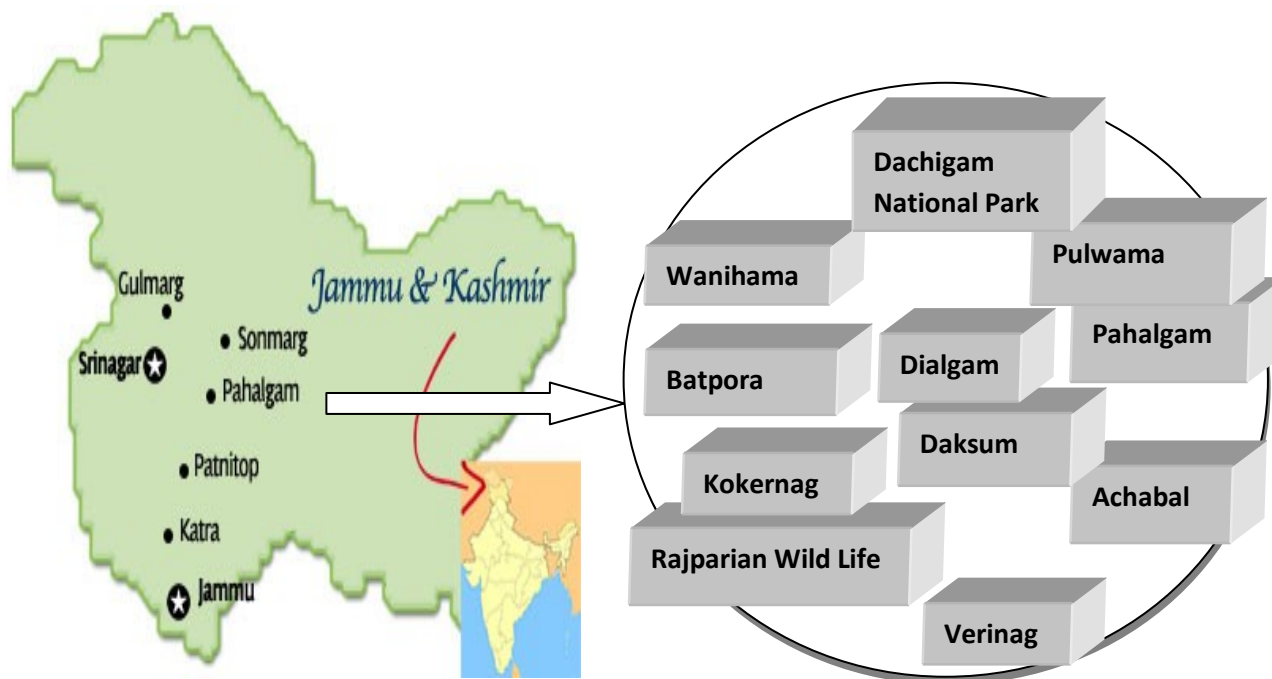 Gulmarg
Jammu & Kashmir
Sonmarg
Srinagar
Pahalgam
Patnitop
Katra
Jammu
Dachigam
National Park
Wanihama
Pulwama
Pahalgam
Batpora
Dialgam
Daksum
Kokernag
Achabal
Rajparian Wild Life
Verinag